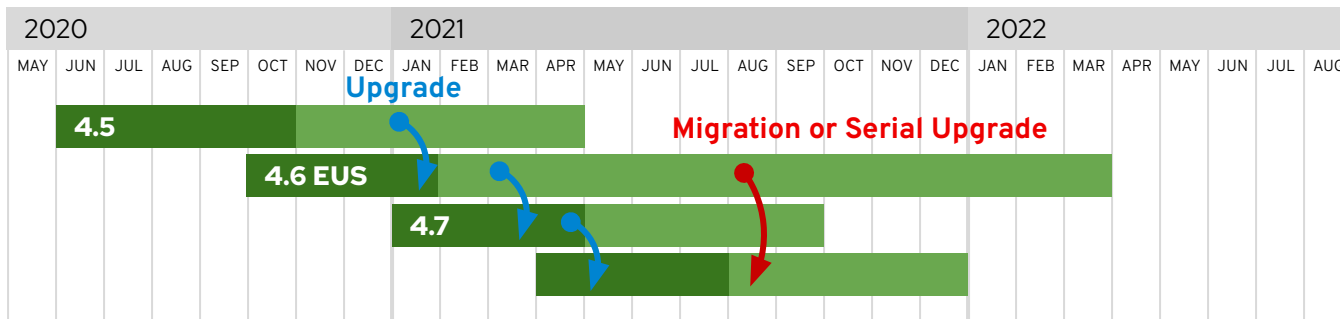 2020 2021 2022
MAY JUN JUL AUG SEP OCT NOV DEC JAN FEB MAR APR MAY JUN JUL AUG SEP OCT NOV DEC JAN FEB MAR APR MAY JUN JUL AUG
Upgrade
4.5
Migration or Serial Upgrade
4.6 EUS
4.7